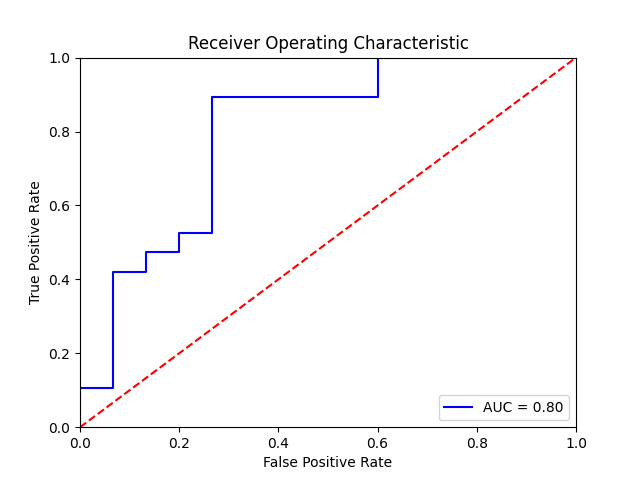 Receiver Operating Characteristic
True Positive Rate
1.0
0.8
0.6
0.4
0.2
0.0
AUC = 0.80
0.0 0.2 0.4 0.6 0.8 1.0
False Positive Rate